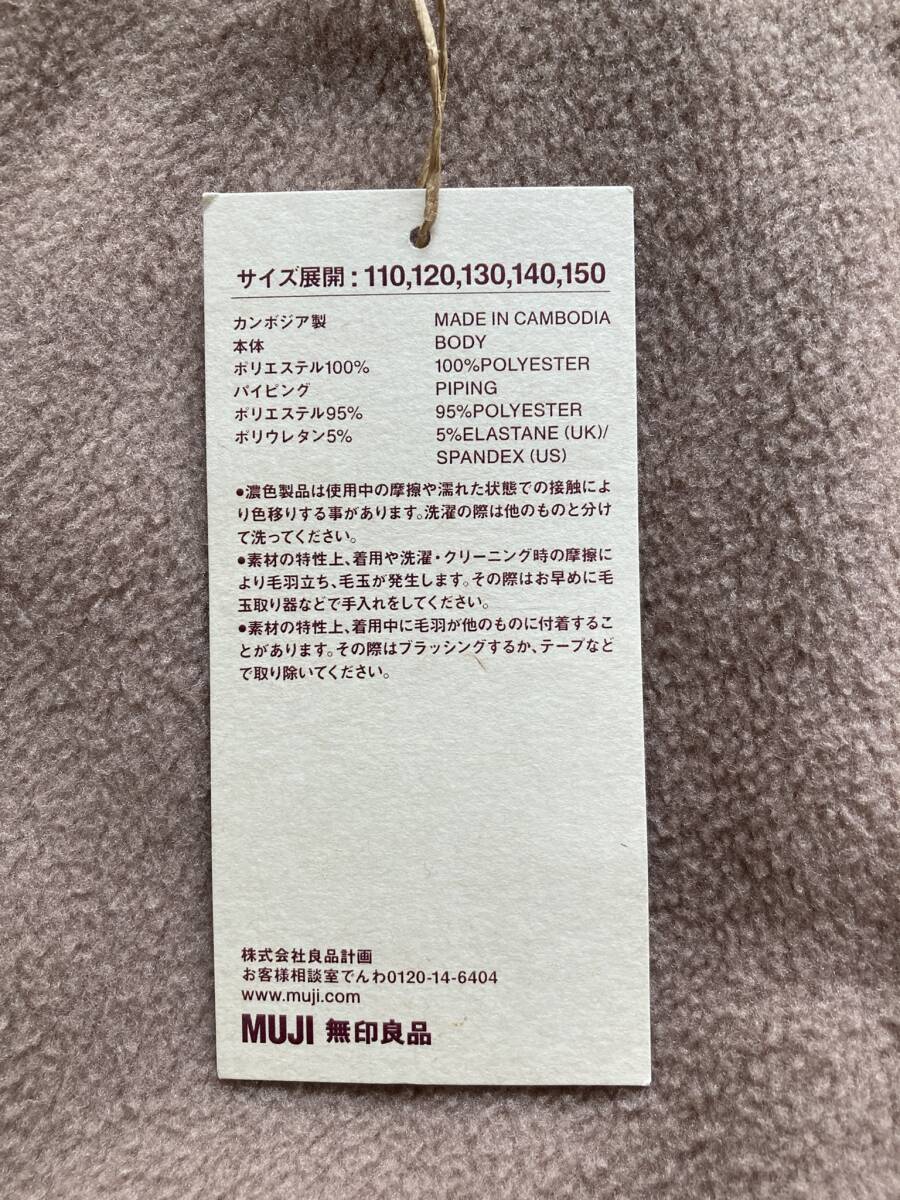 サイズ展開：110,120,130,140,150
カンボジア製
本体
ポリエステル100%
パイピング
ポリエステル95%
ポリウレタン5%
MADE IN CAMBODIA
BODY
100%POLYESTER
PIPING
95%POLYESTER
5%ELASTANE (UK)/
SPANDEX (US)
●濃色製品は使用中の摩擦や濡れた状態での接触によ
り色移りする事があります。洗濯の際は他のものと分け
て洗ってください。
●素材の特性上、着用や洗濯・クリーニング時の摩擦に
より毛羽立ち、毛玉が発生します。その際はお早めに毛
玉取り器などで手入れをしてください。
●素材の特性上、着用中に毛羽が他のものに付着するこ
とがあります。その際はブラッシングするか、テープなど
で取り除いてください。
株式会社良品計画
お客様相談室でんわ0120-14-6404
www.muji.com
MUJI 無印良品